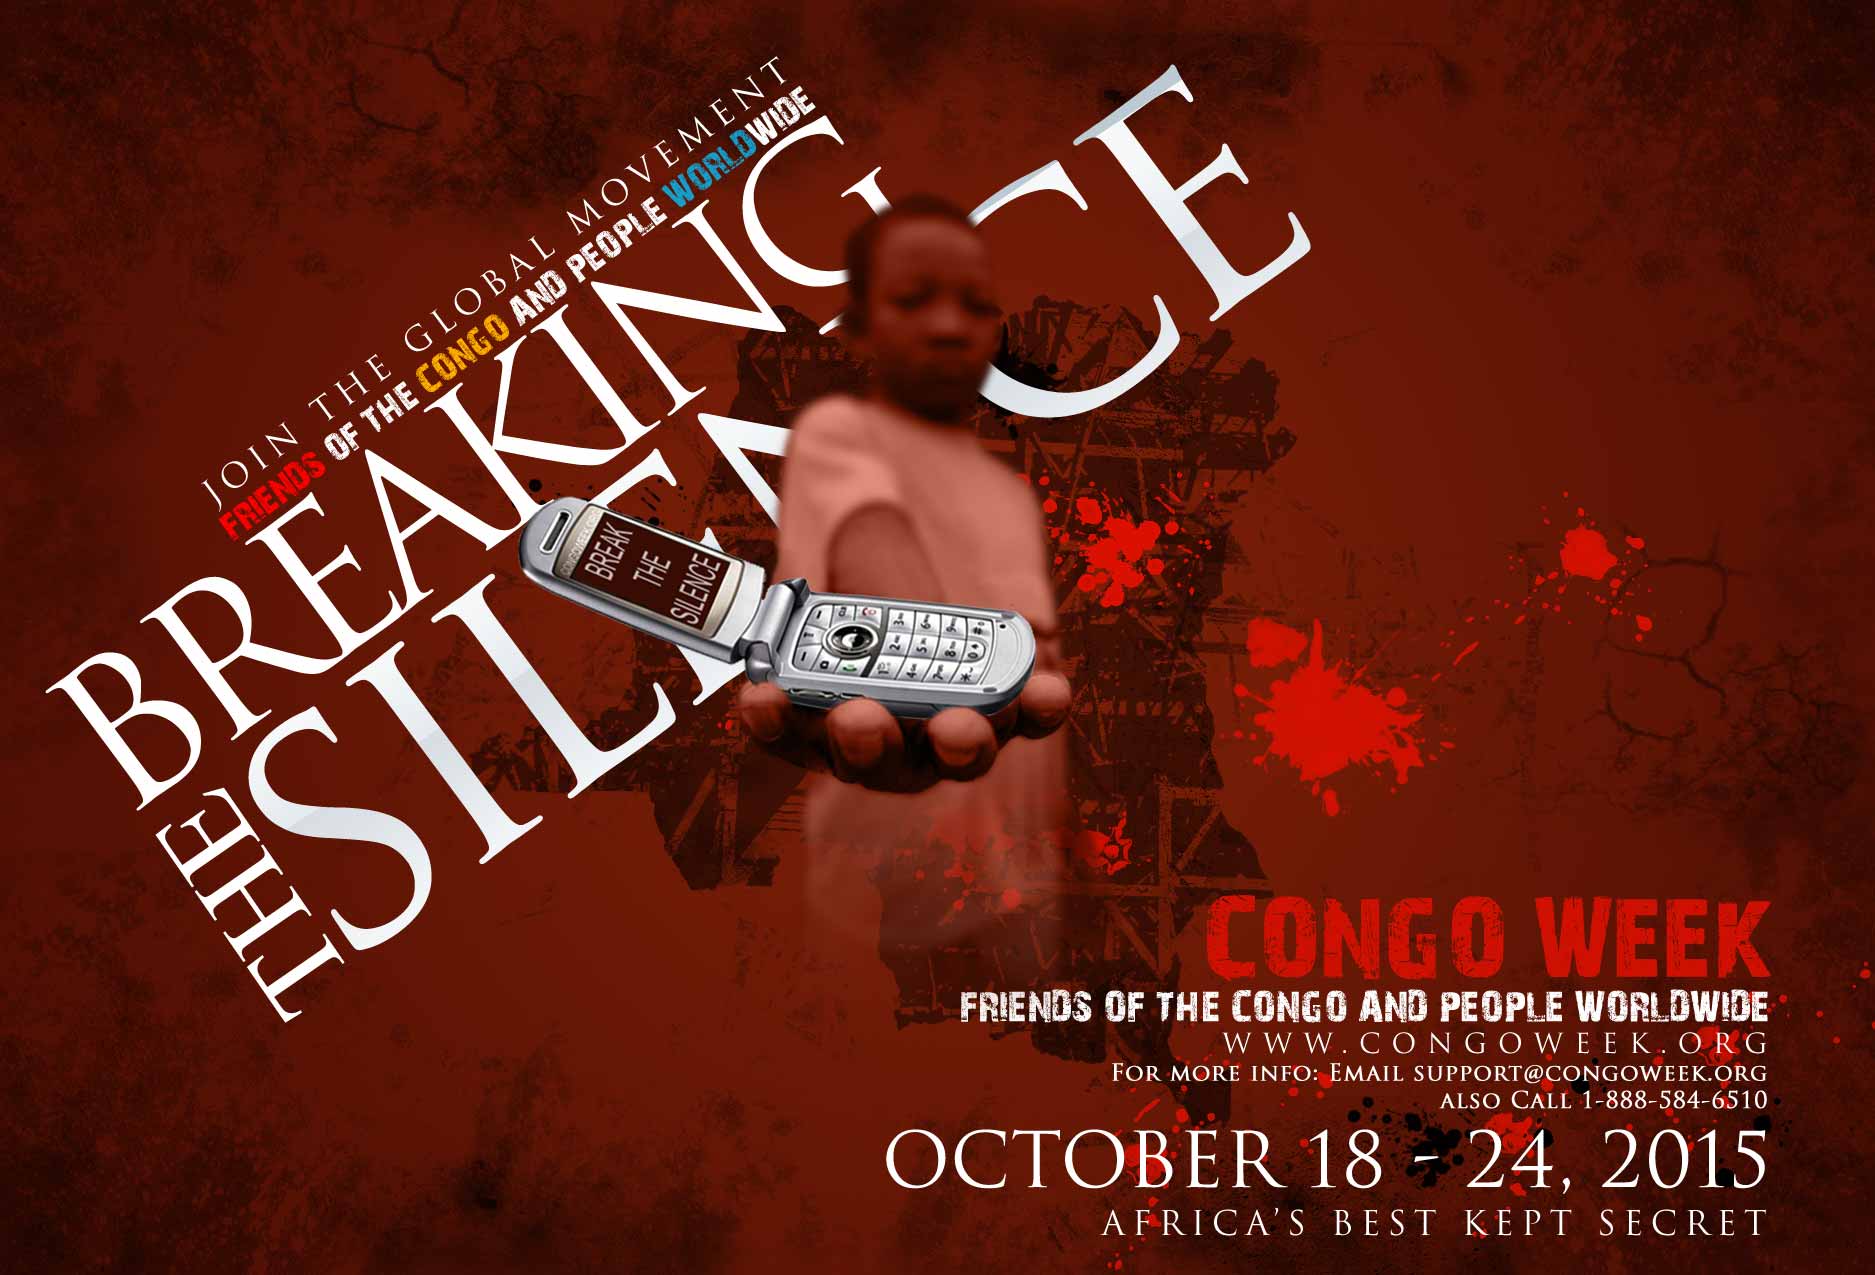 JOIN THE GLOBAL MOVEMENT
FRIENDS OF THE CONGO AND PEOPLE WORLDWIDE
BREAKING
THE
SILENCE
CONGOWEEK.ORG
BREAK
THE
SILENCE
CONGO WEEK
FRIENDS OF THE CONGO AND PEOPLE WORLDWIDE
WWW.CONGOWEEK.ORG
FOR MORE INFO: EMAIL SUPPORT@CONGOWEEK.ORG
ALSO CALL 1-888-584-6510
OCTOBER 18 - 24, 2015
AFRICA'S BEST KEPT SECRET